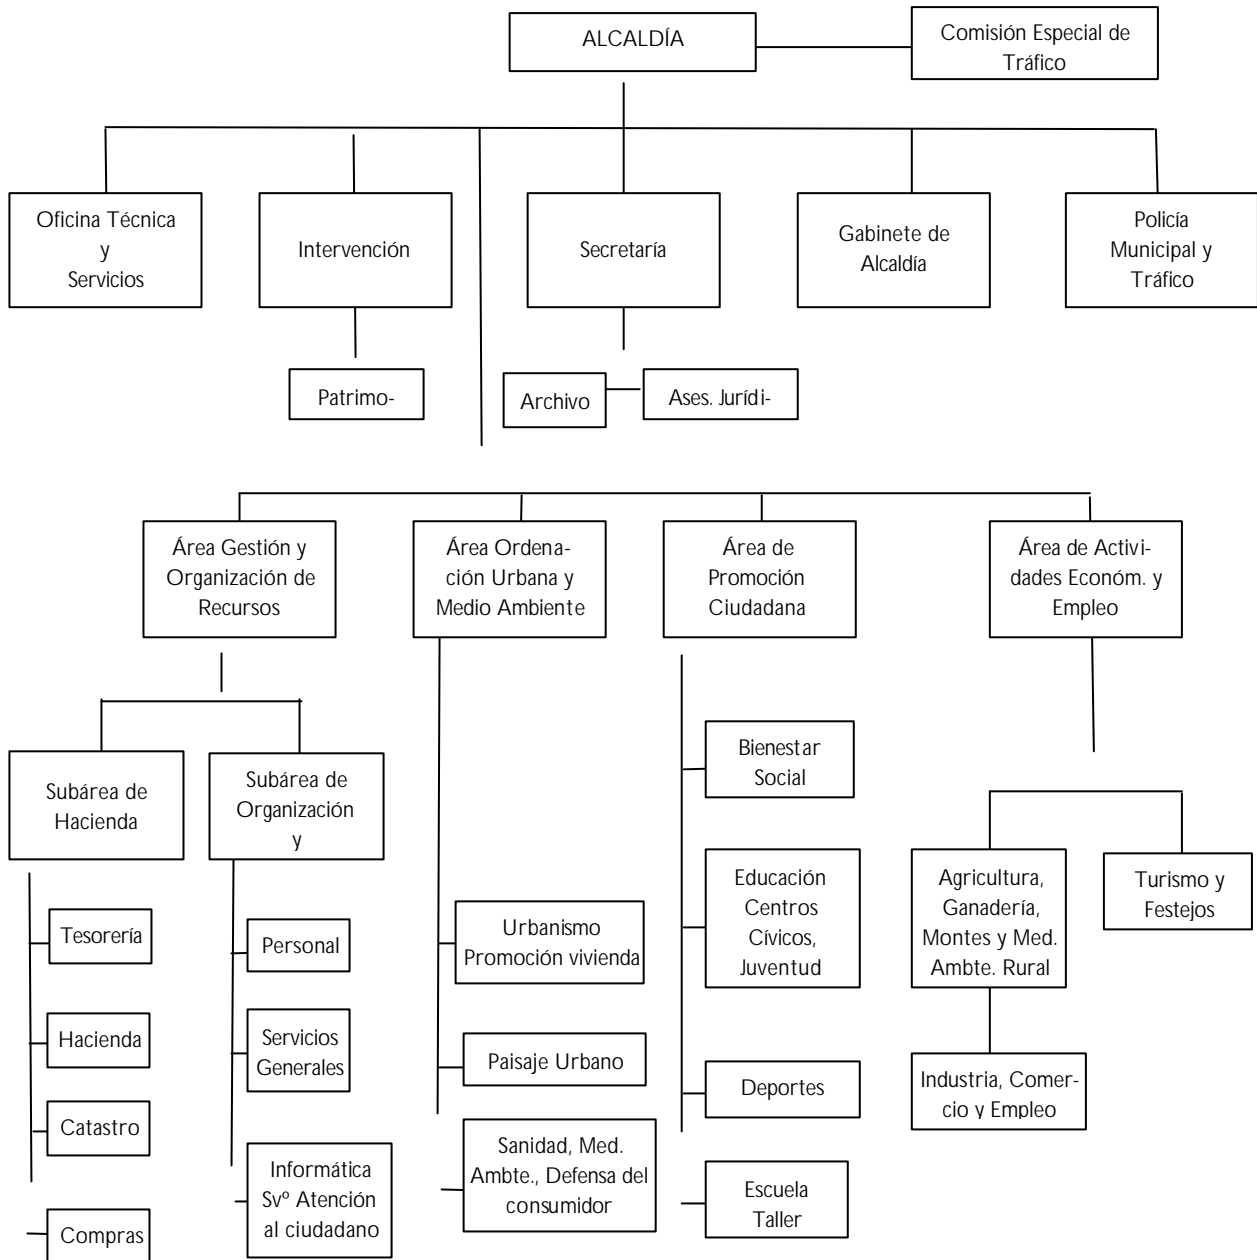 ALCALDÍA
Comisión Especial de
Tráfico
Oficina Técnica
y
Servicios
Intervención
Secretaría
Gabinete de
Alcaldía
Policía
Municipal y
Tráfico
Patrimo-
Archivo
Ases. Jurídi-
Área Gestión y
Organización de
Recursos
Área Ordena-
ción Urbana y
Medio Ambiente
Área de
Promoción
Ciudadana
Área de Activi-
dades Económ. y
Empleo
Subárea de
Hacienda
Subárea de
Organización
y
Tesorería
Hacienda
Catastro
Compras
Personal
Servicios
Generales
Informática
Svº Atención
al ciudadano
Urbanismo
Promoción vivienda
Paisaje Urbano
Sanidad, Med.
Ambte., Defensa del
consumidor
Bienestar
Social
Educación
Centros
Cívicos,
Juventud
Deportes
Escuela
Taller
Agricultura,
Ganadería,
Montes y Med.
Ambte. Rural
Turismo y
Festejos
Industria, Comer-
cio y Empleo